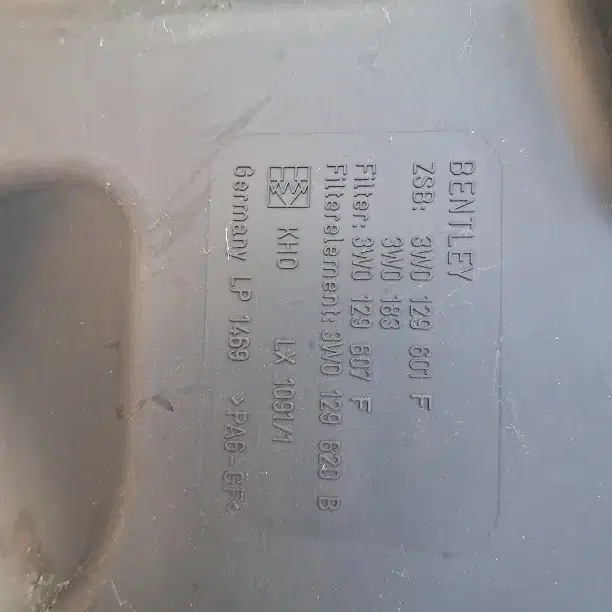 BENTLEY
ZSB: 3W0 129 601 F
3W0 183
Filter: 3W0 129 607 F
Filterelement: 3W0 129 620 B
KHO LX 1091/1
Germany LP 1469 >PA6-GF<